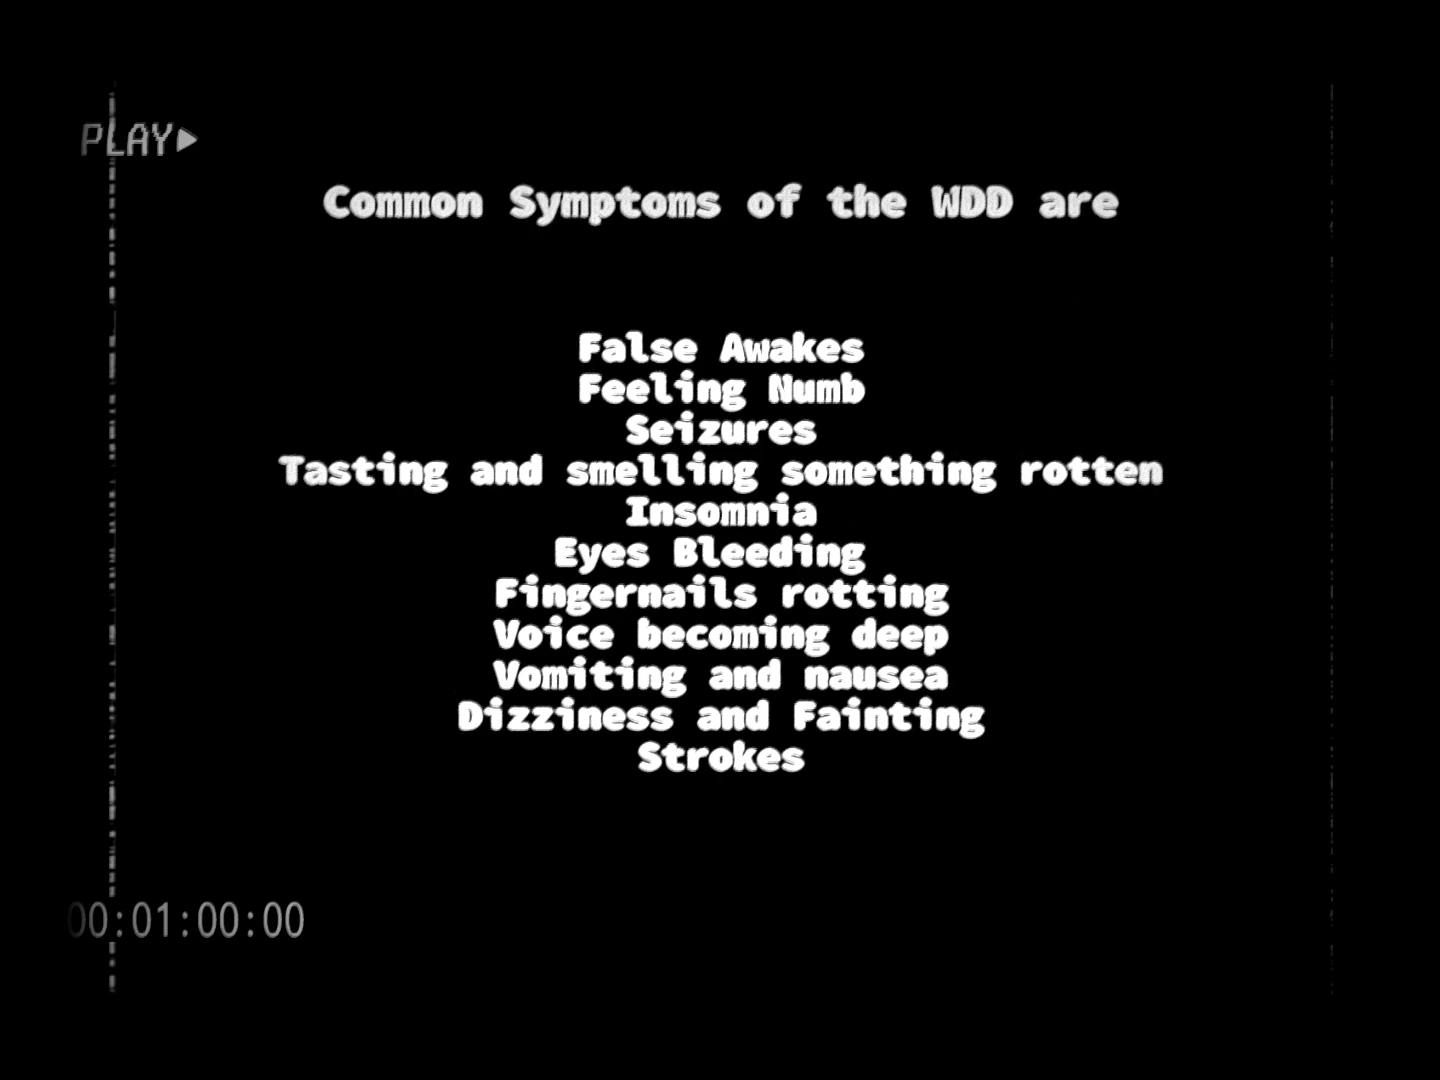 PLAY▶
Common Symptoms of the WDD are
False Awakes
Feeling Numb
Seizures
Tasting and smelling something rotten
Insomnia
Eyes Bleeding
Fingernails rotting
Voice becoming deep
Vomiting and nausea
Dizziness and Fainting
Strokes
00:01:00:00